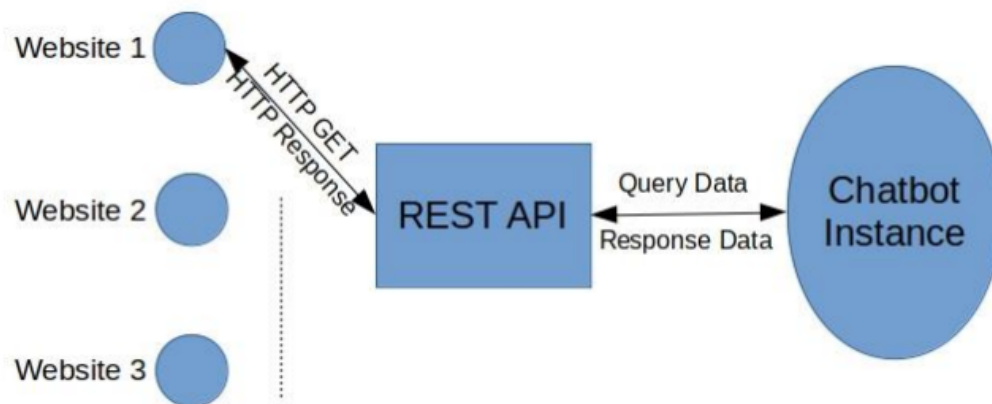 Website 1
HTTP GET
HTTP Response
Website 2
REST API
Query Data
Response Data
Chatbot
Instance
Website 3